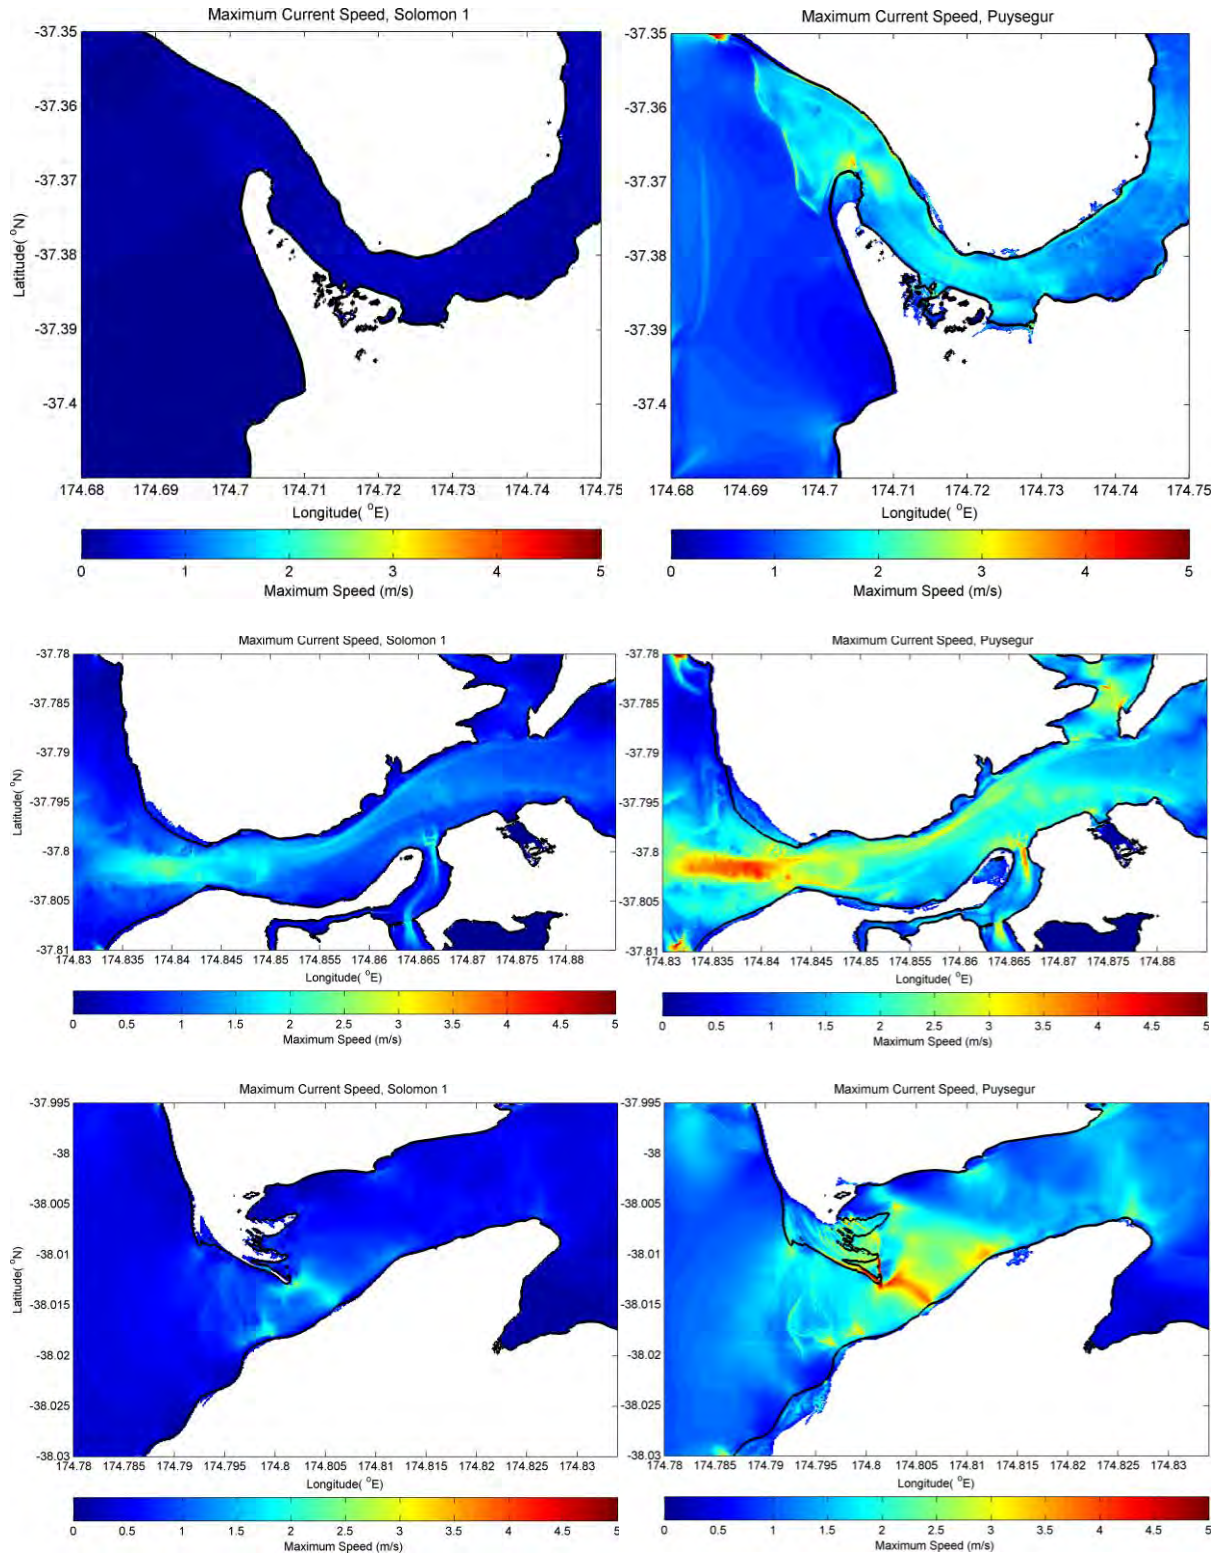 Maximum Current Speed, Solomon 1
-37.35
-37.36
-37.37
-37.38
-37.39
-37.4
Latitude( °N)
174.68 174.69 174.7 174.71 174.72 174.73 174.74 174.75
Longitude( °E)
0 1 2 3 4 5
Maximum Speed (m/s)
Maximum Current Speed, Puysegur
-37.35
-37.36
-37.37
-37.38
-37.39
-37.4
174.68 174.69 174.7 174.71 174.72 174.73 174.74 174.75
Longitude( °E)
0 1 2 3 4 5
Maximum Speed (m/s)
Maximum Current Speed, Solomon 1
-37.78
-37.785
-37.79
-37.795
-37.8
-37.805
-37.81
Latitude( °N)
174.83 174.835 174.84 174.845 174.85 174.855 174.86 174.865 174.87 174.875 174.88
Longitude( °E)
0 0.5 1 1.5 2 2.5 3 3.5 4 4.5 5
Maximum Speed (m/s)
Maximum Current Speed, Puysegur
-37.78
-37.785
-37.79
-37.795
-37.8
-37.805
-37.81
174.83 174.835 174.84 174.845 174.85 174.855 174.86 174.865 174.87 174.875 174.88
Longitude( °E)
0 0.5 1 1.5 2 2.5 3 3.5 4 4.5 5
Maximum Speed (m/s)
Maximum Current Speed, Solomon 1
-37.995
-38
-38.005
-38.01
-38.015
-38.02
-38.025
-38.03
Latitude( °N)
174.78 174.785 174.79 174.795 174.8 174.805 174.81 174.815 174.82 174.825 174.83
Longitude( °E)
0 0.5 1 1.5 2 2.5 3 3.5 4 4.5 5
Maximum Speed (m/s)
Maximum Current Speed, Puysegur
-37.995
-38
-38.005
-38.01
-38.015
-38.02
-38.025
-38.03
174.78 174.785 174.79 174.795 174.8 174.805 174.81 174.815 174.82 174.825 174.83
Longitude( °E)
0 0.5 1 1.5 2 2.5 3 3.5 4 4.5 5
Maximum Speed (m/s)